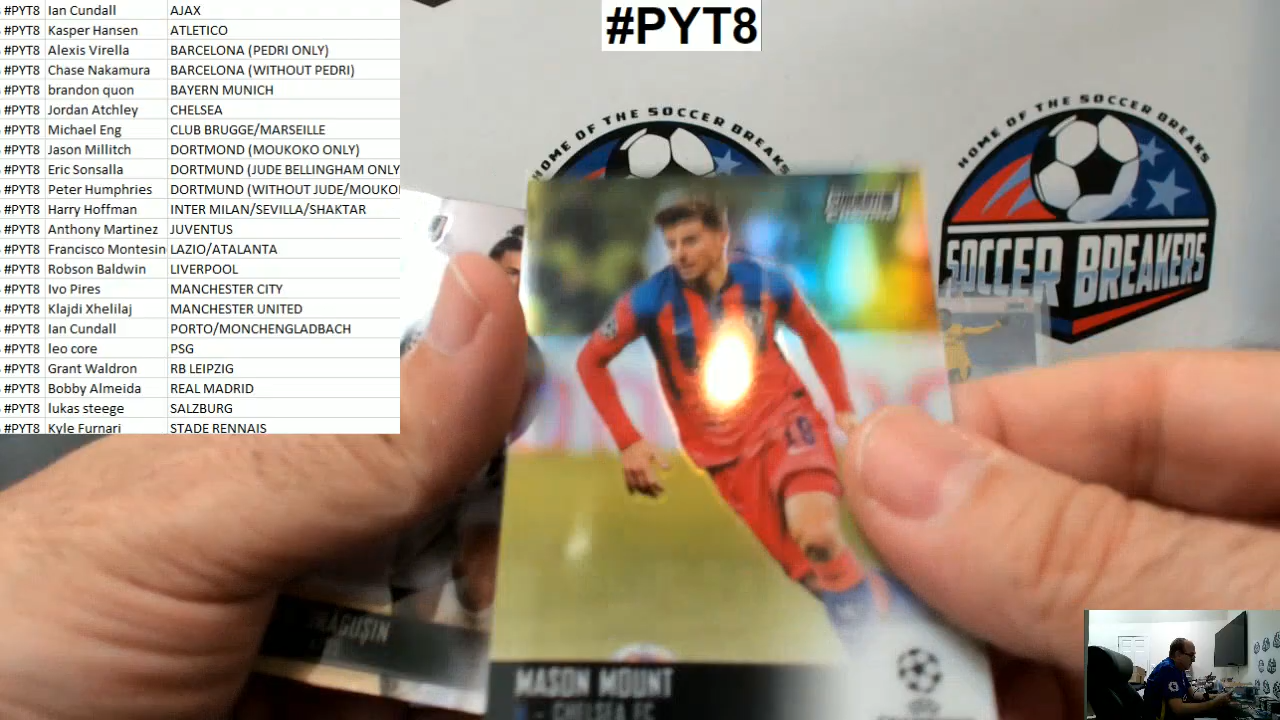 #PYT8 Ian Cundall AJAX
#PYT8 Kasper Hansen ATLETICO
#PYT8 Alexis Virella BARCELONA (PEDRI ONLY)
#PYT8 Chase Nakamura BARCELONA (WITHOUT PEDRI)
#PYT8 brandon quon BAYERN MUNICH
#PYT8 Jordan Atchley CHELSEA
#PYT8 Michael Eng CLUB BRUGGE/MARSEILLE
#PYT8 Jason Millitch DORTMOND (MOUKOKO ONLY)
#PYT8 Eric Sonsalla DORTMUND (JUDE BELLINGHAM ONLY
#PYT8 Peter Humphries DORTMUND (WITHOUT JUDE/MOUKO
#PYT8 Harry Hoffman INTER MILAN/SEVILLA/SHAKTAR
#PYT8 Anthony Martinez JUVENTUS
#PYT8 Francisco Montesin LAZIO/ATALANTA
#PYT8 Robson Baldwin LIVERPOOL
#PYT8 Ivo Pires MANCHESTER CITY
#PYT8 Klajdi Xhelilaj MANCHESTER UNITED
#PYT8 Ian Cundall PORTO/MONCHENGLADBACH
#PYT8 leo core PSG
#PYT8 Grant Waldron RB LEIPZIG
#PYT8 Bobby Almeida REAL MADRID
#PYT8 lukas steege SALZBURG
#PYT8 Kyle Furnari STADE RENNAIS
#PYT8
HOME OF THE SOCCER BREAKS
HOME OF THE SOCCER BREAKS
SOCCER BREAKERS
18
MASON MOUNT
CHELSEA FC